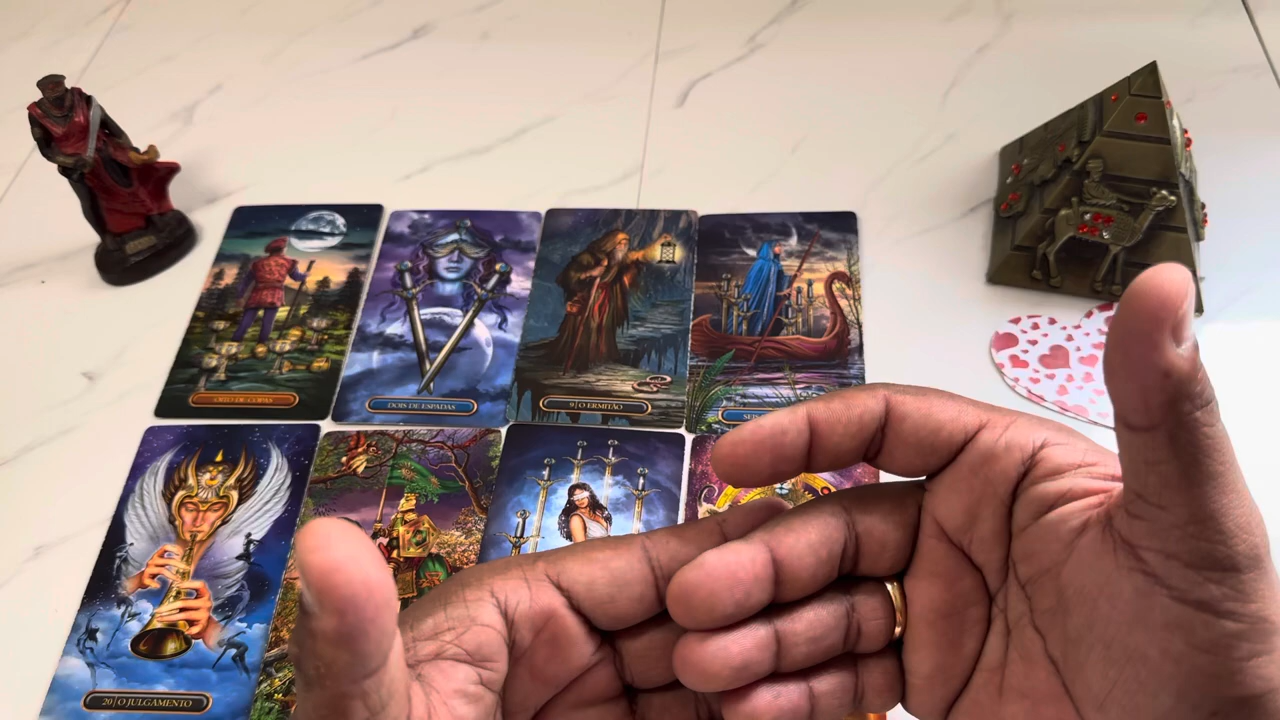 OITO DE COPAS
DOIS DE ESPADAS
9 | O ERMITÃO
20 | O JULGAMENTO